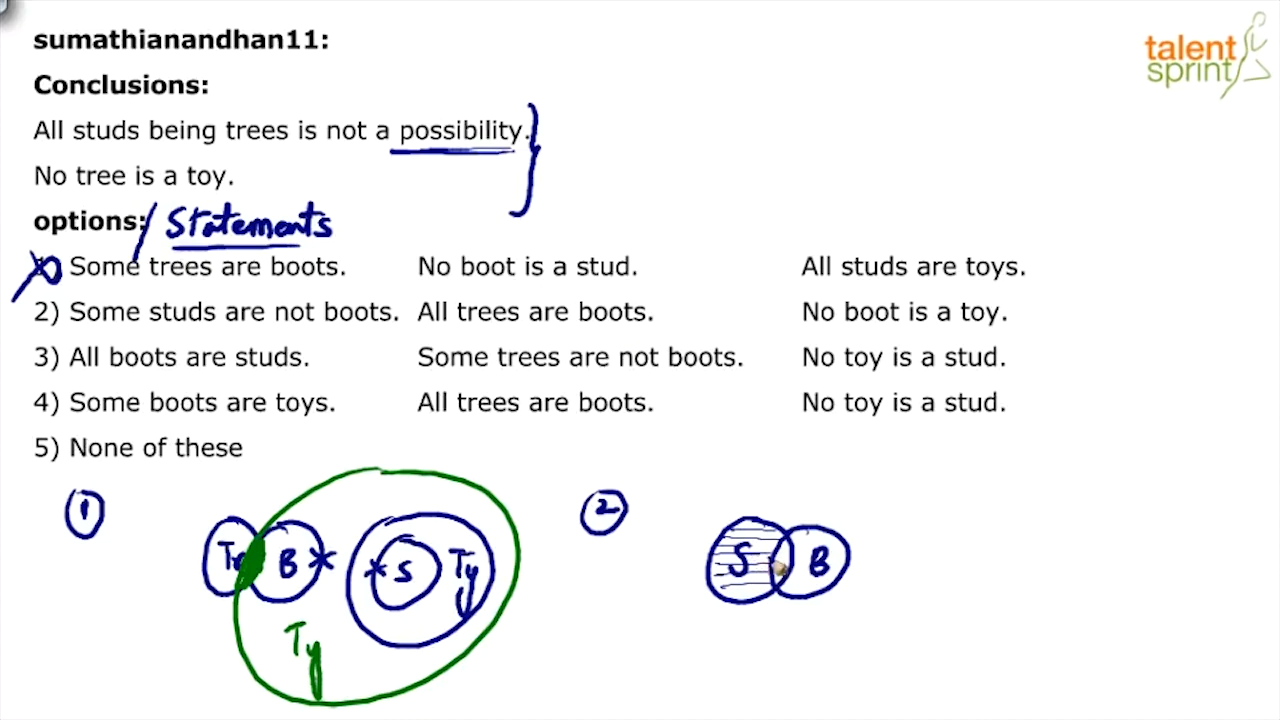 sumathianandhan11:
talent
sprint
Conclusions:
All studs being trees is not a possibility.
No tree is a toy.
options: / Statements
Some trees are boots. No boot is a stud. All studs are toys.
2) Some studs are not boots. All trees are boots. No boot is a toy.
3) All boots are studs. Some trees are not boots. No toy is a stud.
4) Some boots are toys. All trees are boots. No toy is a stud.
5) None of these
1 2
Tr B * * S Ty S B
Ty